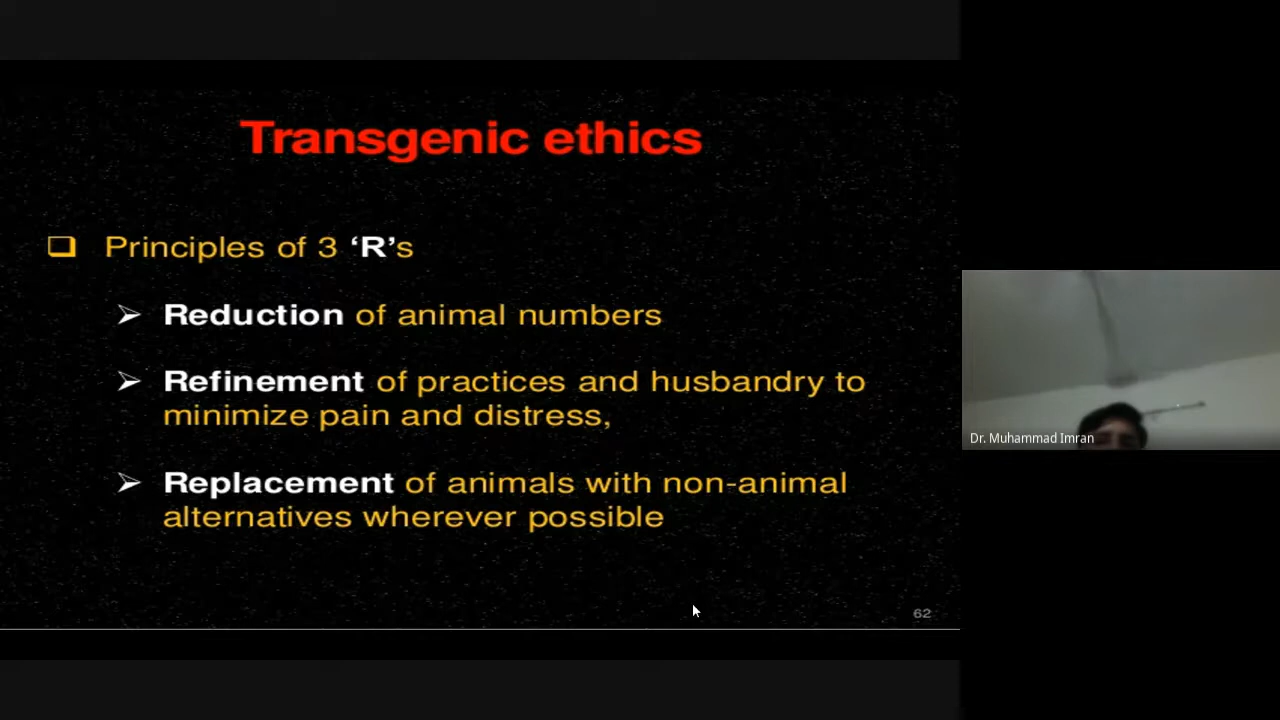 Transgenic ethics
Principles of 3 ‘R’s
Reduction of animal numbers
Refinement of practices and husbandry to
minimize pain and distress,
Replacement of animals with non-animal
alternatives wherever possible
62
Dr. Muhammad Imran